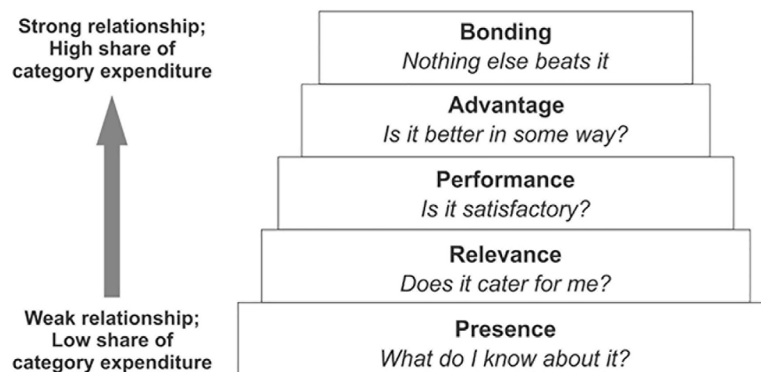 Strong relationship;
High share of
category expenditure
Bonding
Nothing else beats it
Advantage
Is it better in some way?
Performance
Is it satisfactory?
Relevance
Does it cater for me?
Weak relationship;
Low share of
category expenditure
Presence
What do I know about it?